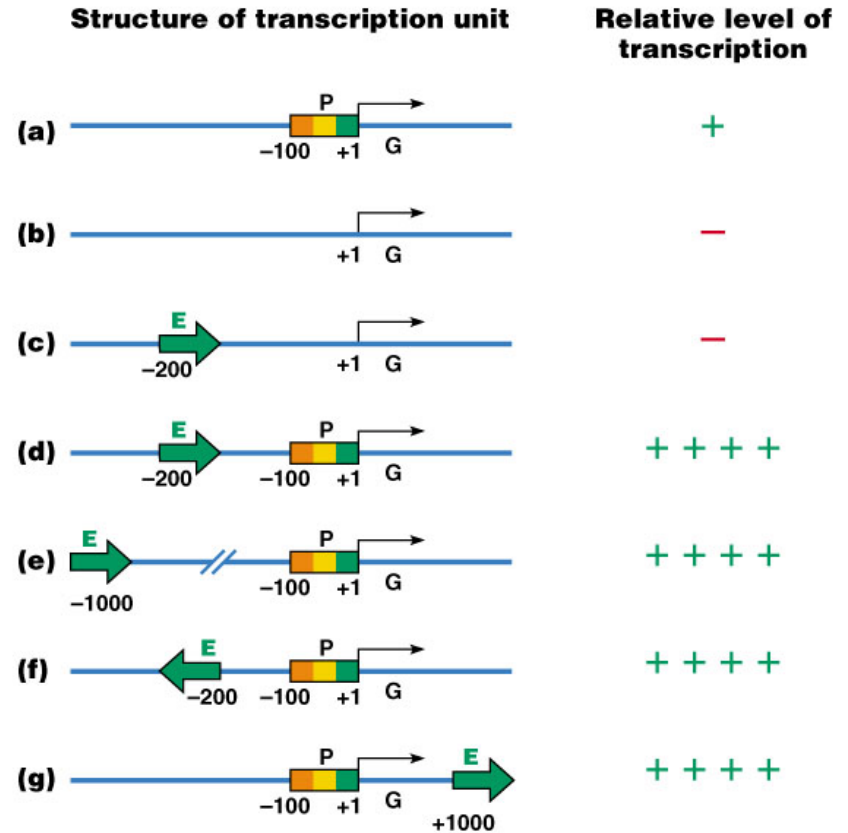 Structure of transcription unit
Relative level of
transcription
(a)
P
–100 +1 G
+
(b)
+1 G
–
(c)
E
–200
+1 G
–
(d)
E
P
–200
–100 +1 G
+ + + +
(e)
E
P
–1000
–100 +1 G
+ + + +
(f)
E
P
–200
–100 +1 G
+ + + +
(g)
P
E
–100 +1 G
+1000
+ + + +